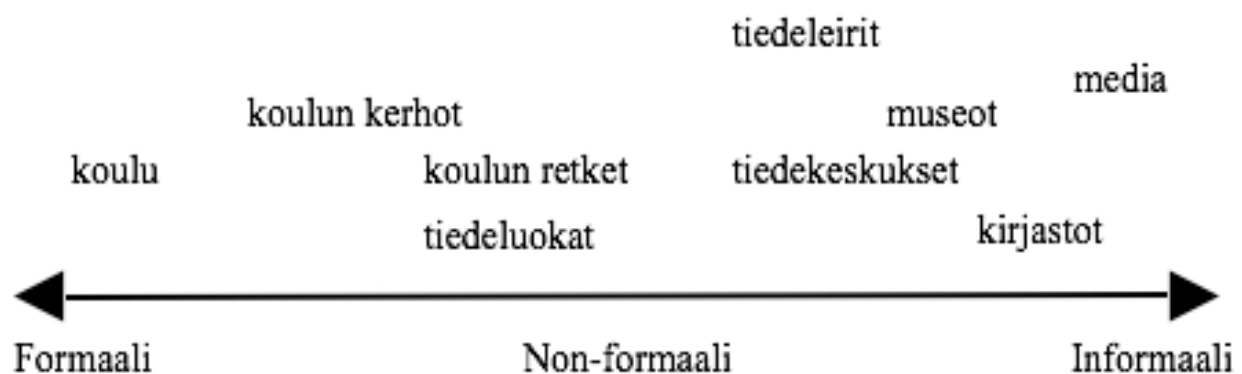 tiedeleirit
media
koulun kerhot
museot
koulu
koulun retket
tiedekeskukset
tiedeluokat
kirjastot
Formaali
Non-formaali
Informaali